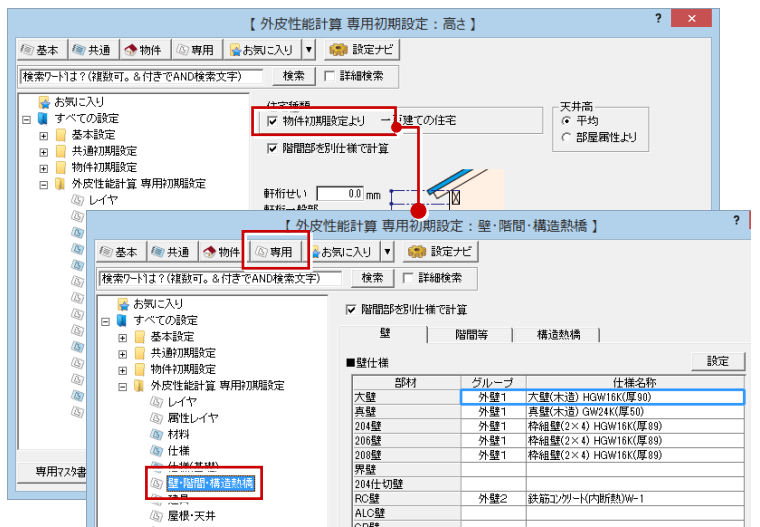 【 外皮性能計算 専用初期設定：高さ 】
?
×
基本
共通
物件
専用
お気に入り
▼
設定ナビ
検索ワードは？(複数可。＆付きでAND検索文字)
検索
詳細検索
お気に入り
すべての設定
基本設定
共通初期設定
物件初期設定
外皮性能計算 専用初期設定
レイヤ
専用マスタ書
住宅種類
物件初期設定より
一戸建ての住宅
階間部を別仕様で計算
天井高
平均
部屋属性より
軒桁せい
0.0 mm
【 外皮性能計算 専用初期設定：壁・階間・構造熱橋 】
?
基本
共通
物件
専用
お気に入り
▼
設定ナビ
検索ワードは？(複数可。＆付きでAND検索文字)
検索
詳細検索
お気に入り
すべての設定
基本設定
共通初期設定
物件初期設定
外皮性能計算 専用初期設定
レイヤ
属性レイヤ
材料
仕様
仕様(基礎)
壁・階間・構造熱橋
建具
屋根・天井
階間部を別仕様で計算
壁
階間等
構造熱橋
■壁仕様
設定
部材 グループ 仕様名称
大壁 外壁1 大壁(木造) HGW16K(厚90)
真壁 外壁1 真壁(木造) GW24K(厚50)
204壁 外壁1 枠組壁(2×4) HGW16K(厚89)
206壁 外壁1 枠組壁(2×4) HGW16K(厚89)
208壁 外壁1 枠組壁(2×4) HGW16K(厚89)
界壁
204仕切壁
RC壁 外壁2 鉄筋コンクリート(内断熱)W-1
ALC壁